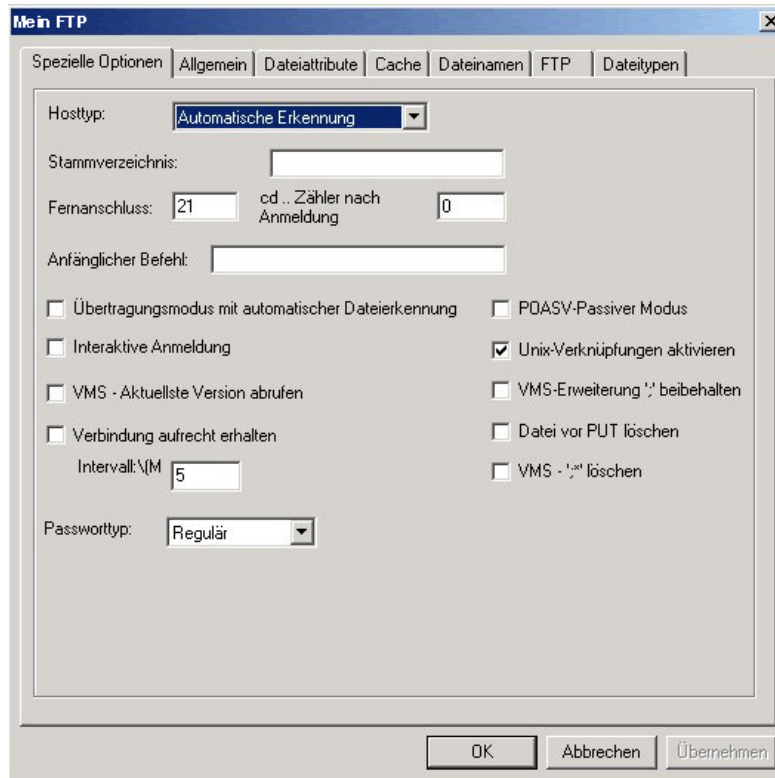 Mein FTP
Spezielle Optionen Allgemein Dateiattribute Cache Dateinamen FTP Dateitypen
Hosttyp: Automatische Erkennung
Stammverzeichnis:
Fernanschluss: 21 cd .. Zähler nach Anmeldung 0
Anfänglicher Befehl:
Übertragungsmodus mit automatischer Dateierkennung POASV-Passiver Modus
Interaktive Anmeldung Unix-Verknüpfungen aktivieren
VMS - Aktuellste Version abrufen VMS-Erweiterung ';' beibehalten
Verbindung aufrecht erhalten Datei vor PUT löschen
Intervall:\(M 5 VMS - ';*' löschen
Passworttyp: Regulär
OK Abbrechen Übernehmen